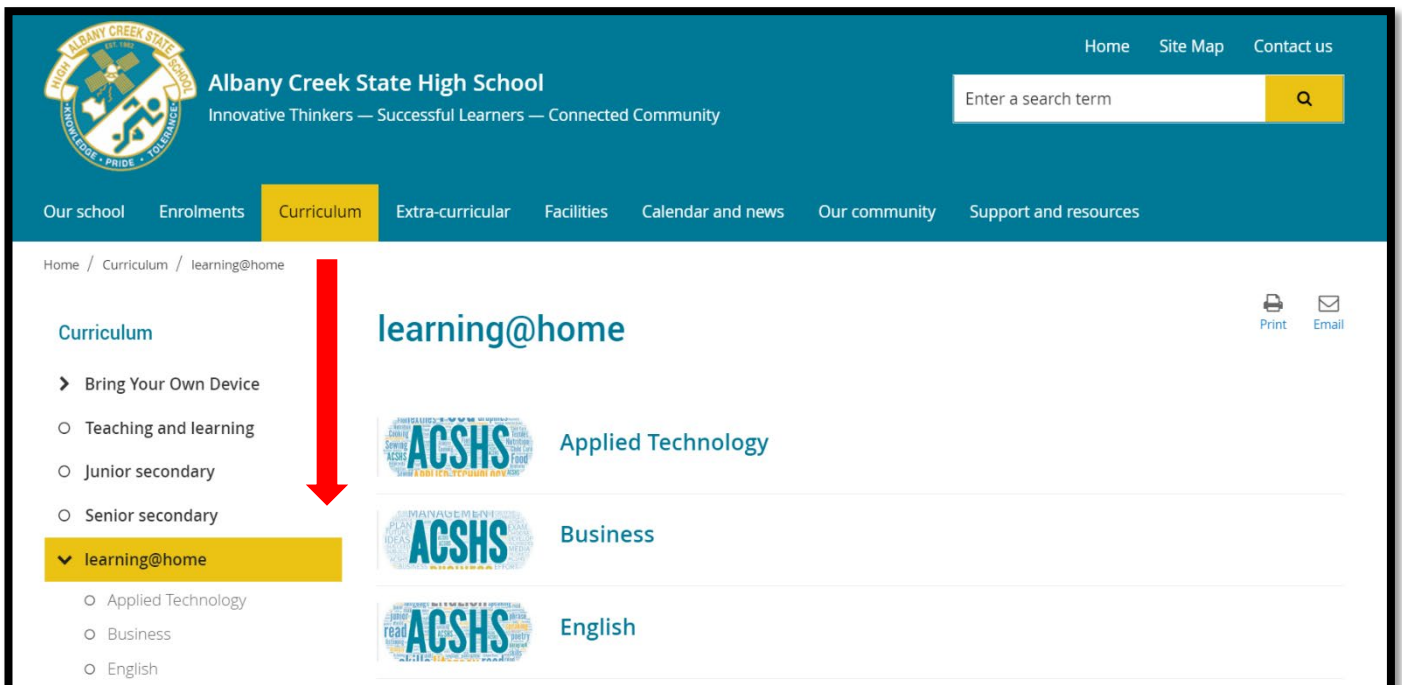 ALBANY CREEK STATE HIGH SCHOOL
EST. 1982
KNOWLEDGE • PRIDE • TOLERANCE
Home Site Map Contact us
Albany Creek State High School
Innovative Thinkers — Successful Learners — Connected Community
Enter a search term
Our school Enrolments Curriculum Extra-curricular Facilities Calendar and news Our community Support and resources
Home / Curriculum / learning@home
Print Email
learning@home
Curriculum
Bring Your Own Device
Teaching and learning
Junior secondary
Senior secondary
learning@home
Applied Technology
Business
English
ACSHS
Applied Technology
MANAGEMENT
ACSHS
Business
read
ACSHS
English